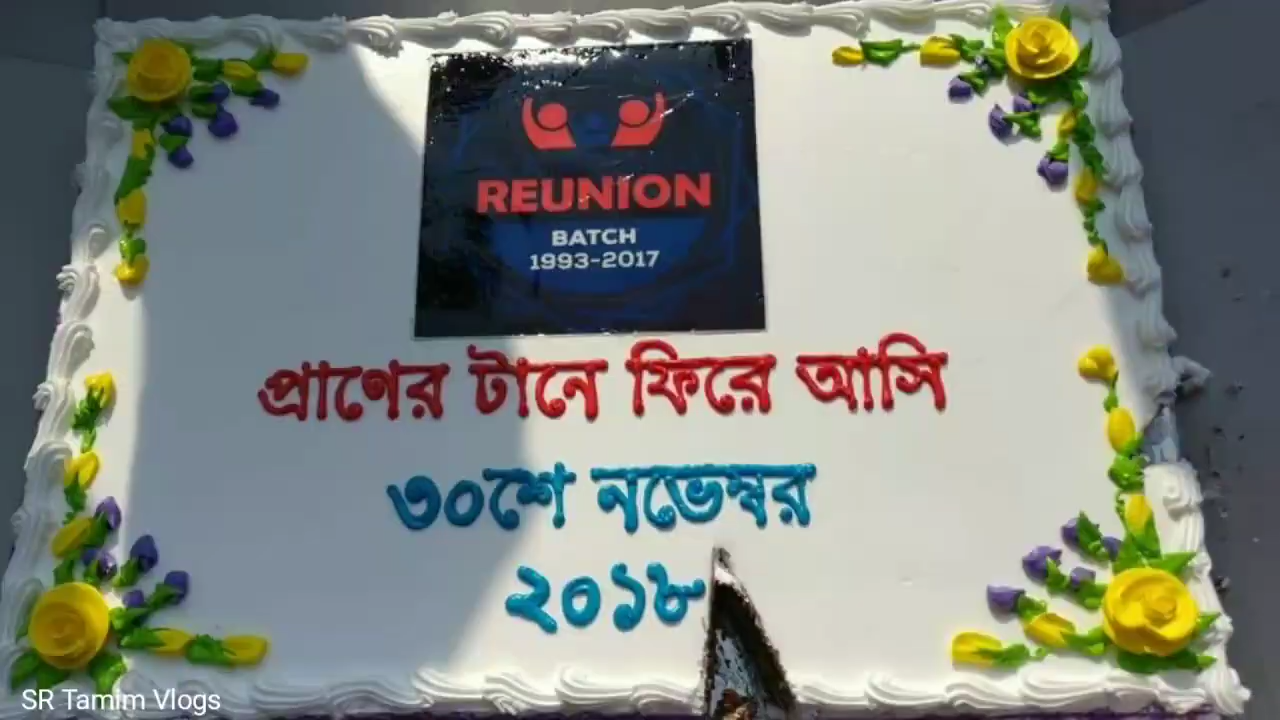 REUNION
BATCH
1993-2017
প্রাণের টানে ফিরে আসি
৩০শে নভেম্বর
২০১৮
SR Tamim Vlogs